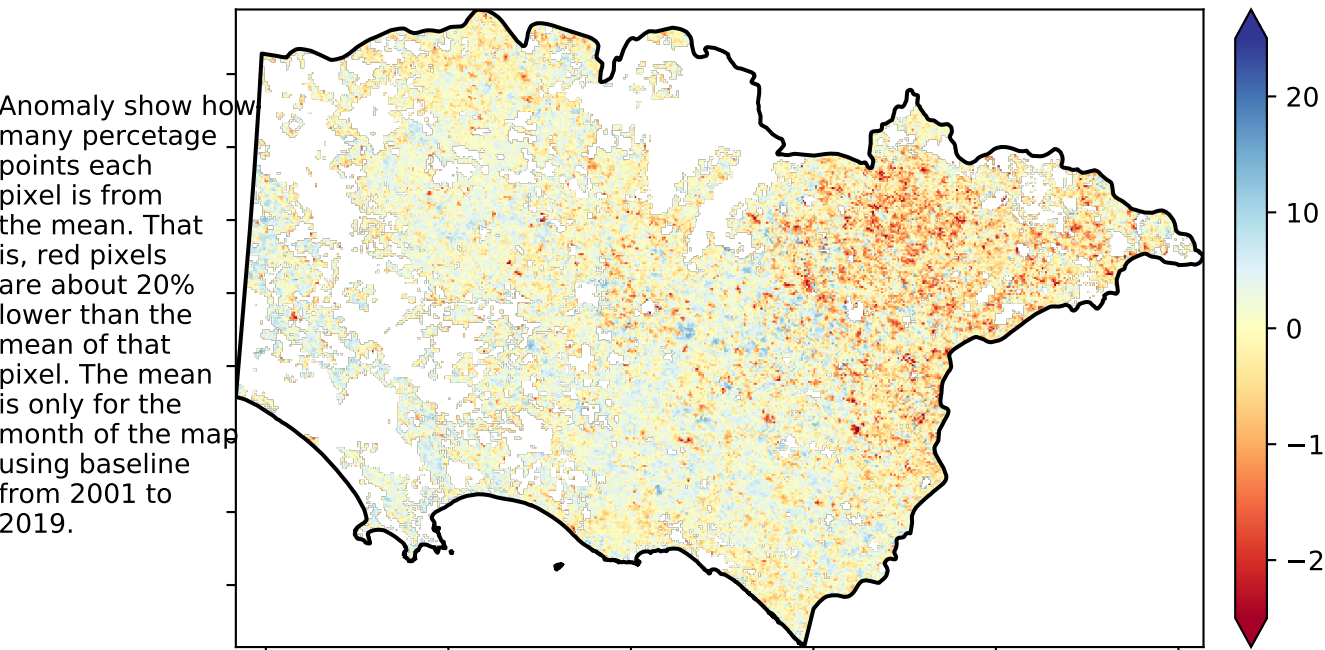 Anomaly show how
many percetage
points each
pixel is from
the mean. That
is, red pixels
are about 20%
lower than the
mean of that
pixel. The mean
is only for the
month of the map
using baseline
from 2001 to
2019.
20
10
0
−1
−2